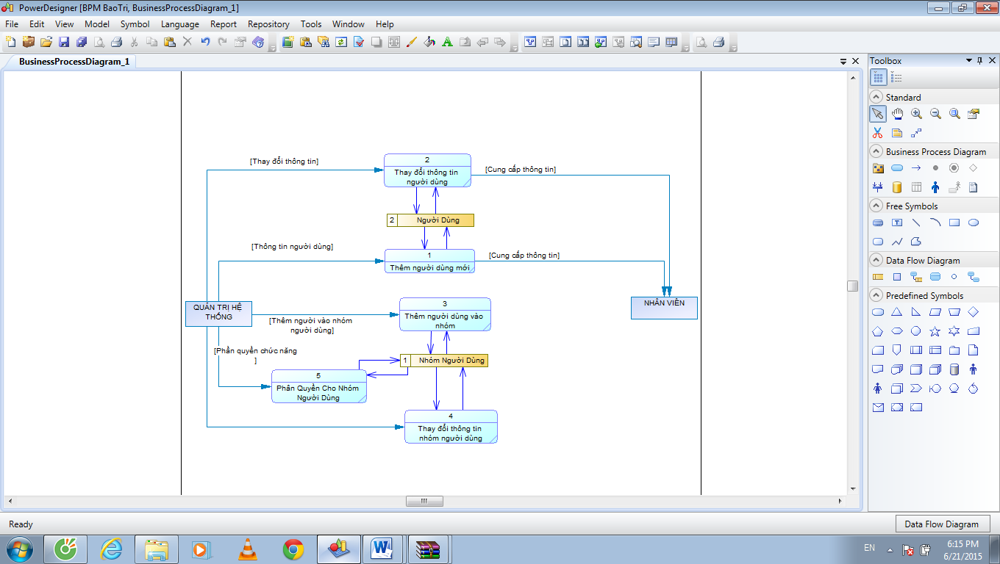 PowerDesigner [BPM BaoTri, BusinessProcessDiagram_1]
File Edit View Model Symbol Language Report Repository Tools Window Help
BusinessProcessDiagram_1
Toolbox
Standard
Business Process Diagram
Free Symbols
Data Flow Diagram
Predefined Symbols
[Thay đổi thông tin]
2
Thay đổi thông tin
người dùng
[Cung cấp thông tin]
2 Người Dùng
[Thông tin người dùng]
1
Thêm người dùng mới
[Cung cấp thông tin]
QUẢN TRỊ HỆ
THỐNG
NHÂN VIÊN
[Thêm người vào nhóm
người dùng]
3
Thêm người dùng vào
nhóm
[Phần quyền chức năng
]
1 Nhóm Người Dùng
5
Phân Quyền Cho Nhóm
Người Dùng
4
Thay đổi thông tin
nhóm người dùng
Ready
Data Flow Diagram
EN
6:15 PM
6/21/2015